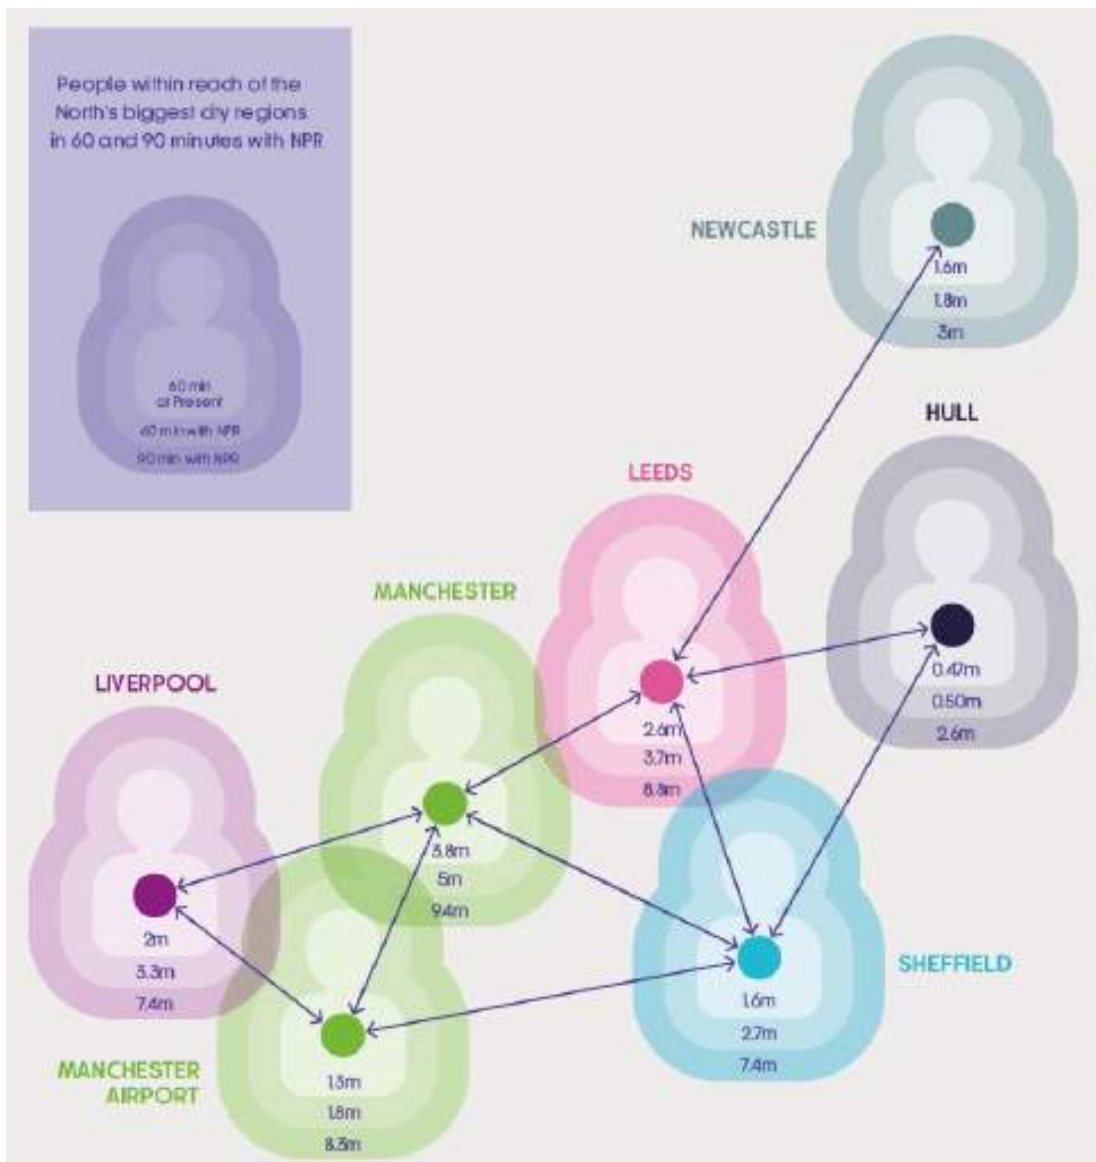 People within reach of the
North's biggest city regions
in 60 and 90 minutes with NPR
60 min
at Present
60 min with NPR
90 min with NPR
NEWCASTLE
1.6m
1.8m
3m
HULL
0.47m
0.50m
2.6m
LEEDS
2.6m
3.7m
8.8m
MANCHESTER
3.8m
5m
9.4m
LIVERPOOL
2m
3.3m
7.4m
SHEFFIELD
1.6m
2.7m
7.4m
MANCHESTER
AIRPORT
1.3m
1.8m
8.3m